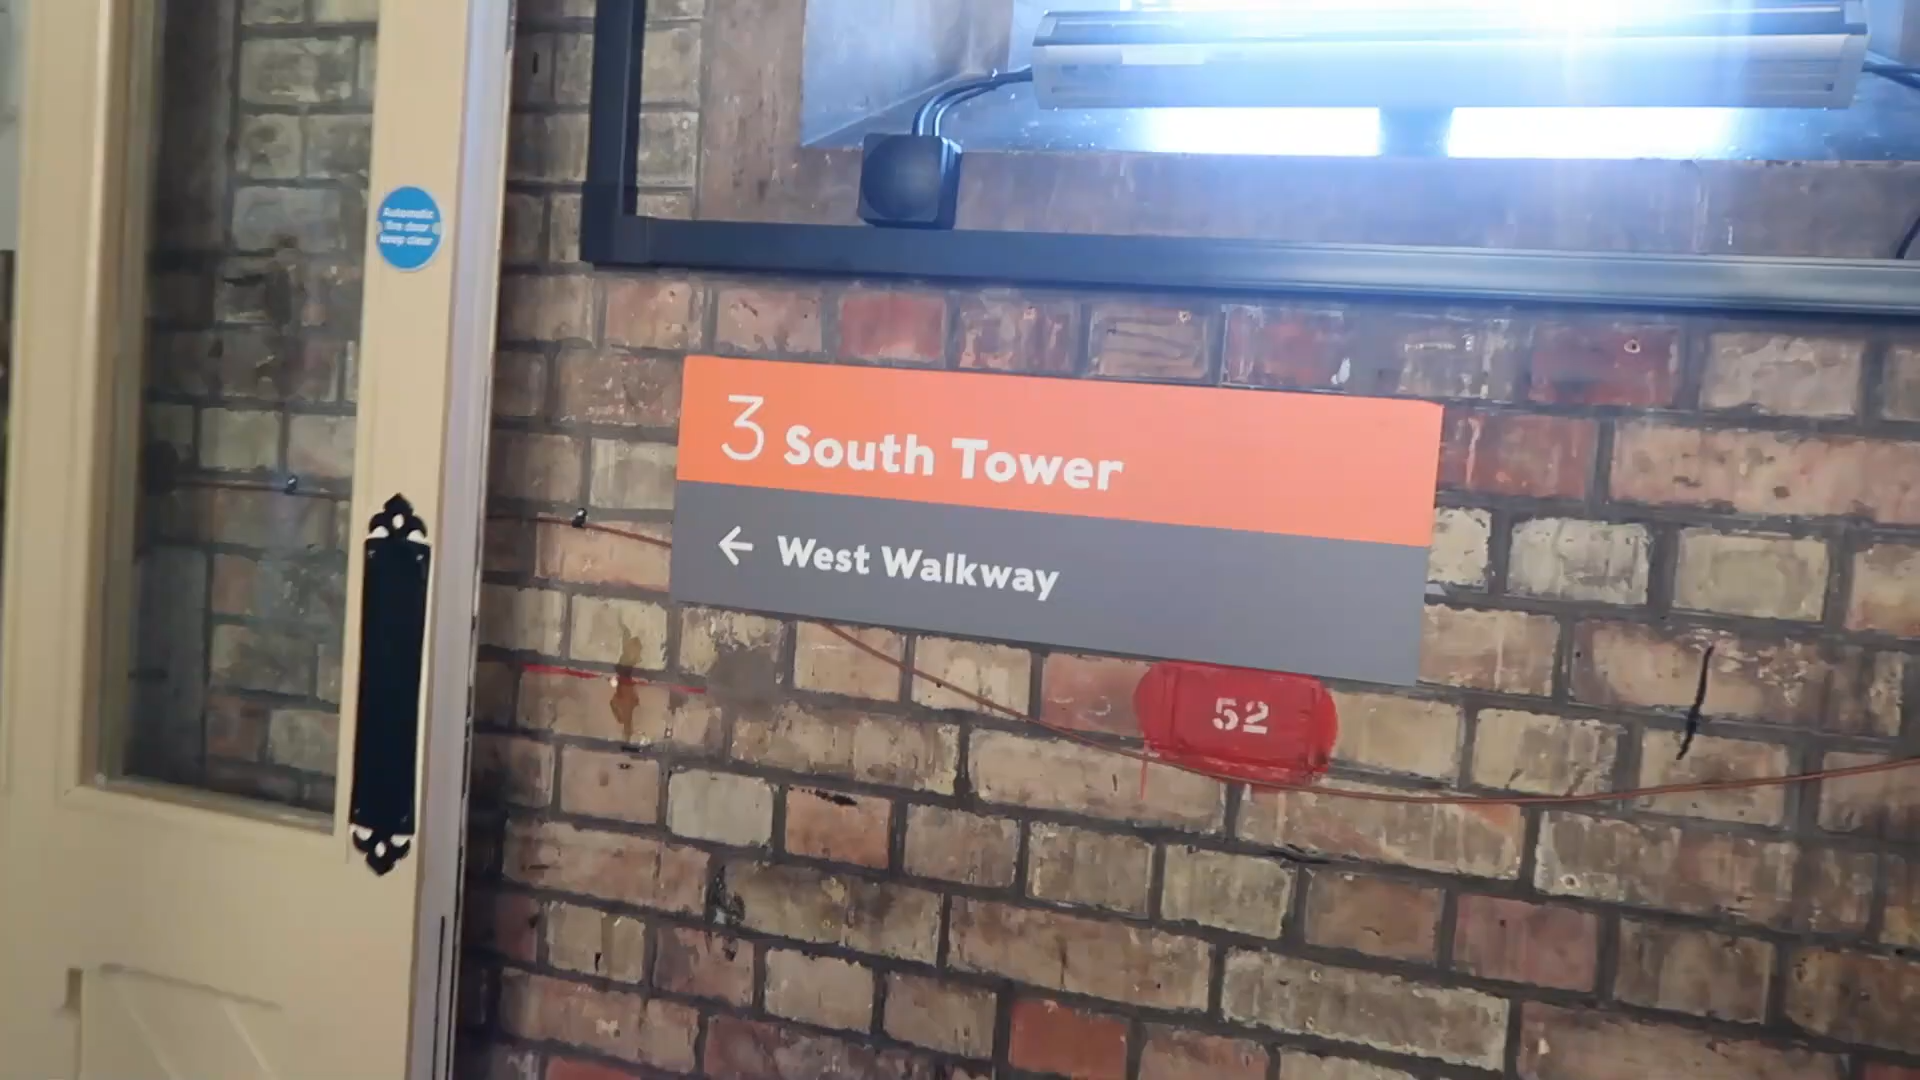 Automatic
fire door
keep clear
3 South Tower
← West Walkway
52